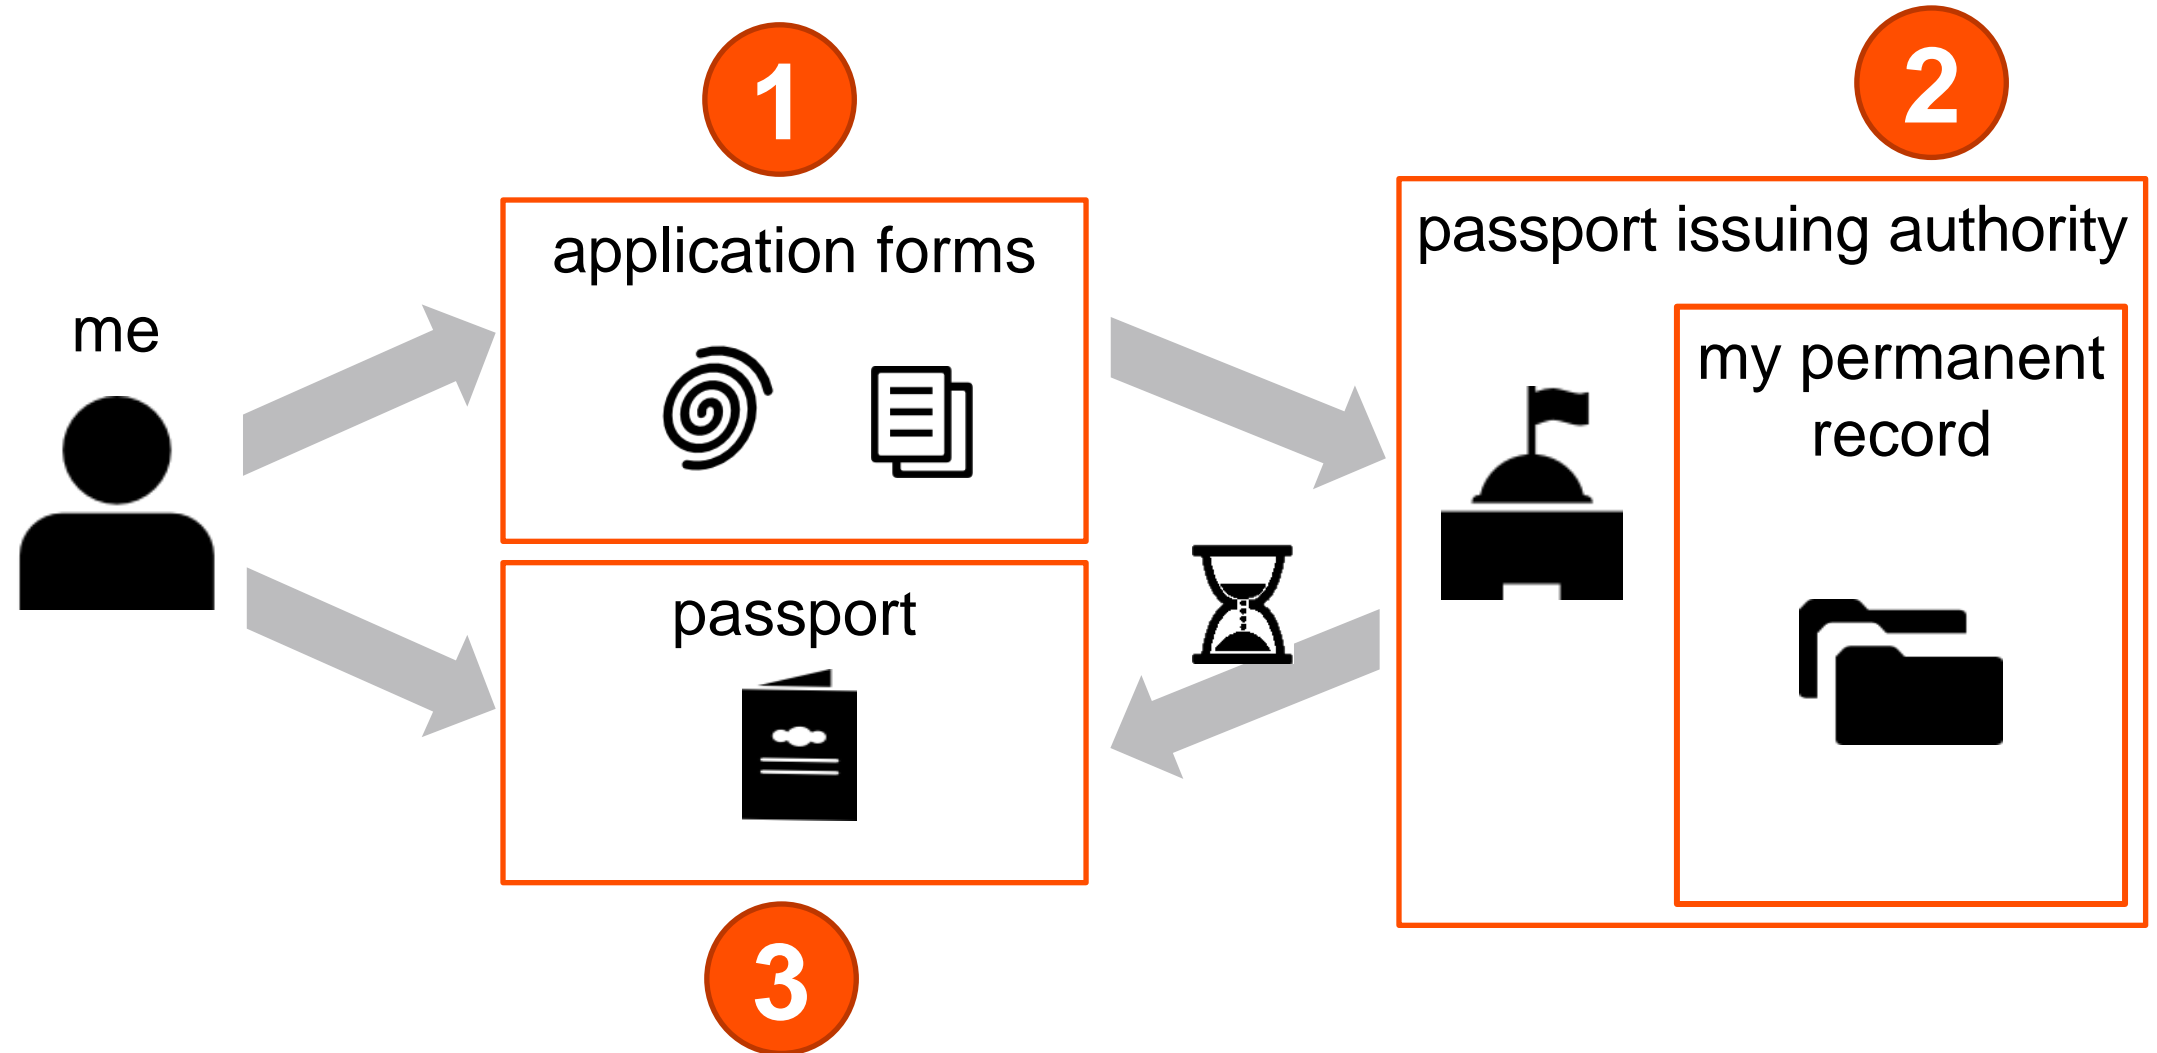 1
2
application forms
passport issuing authority
me
my permanent
record
passport
3